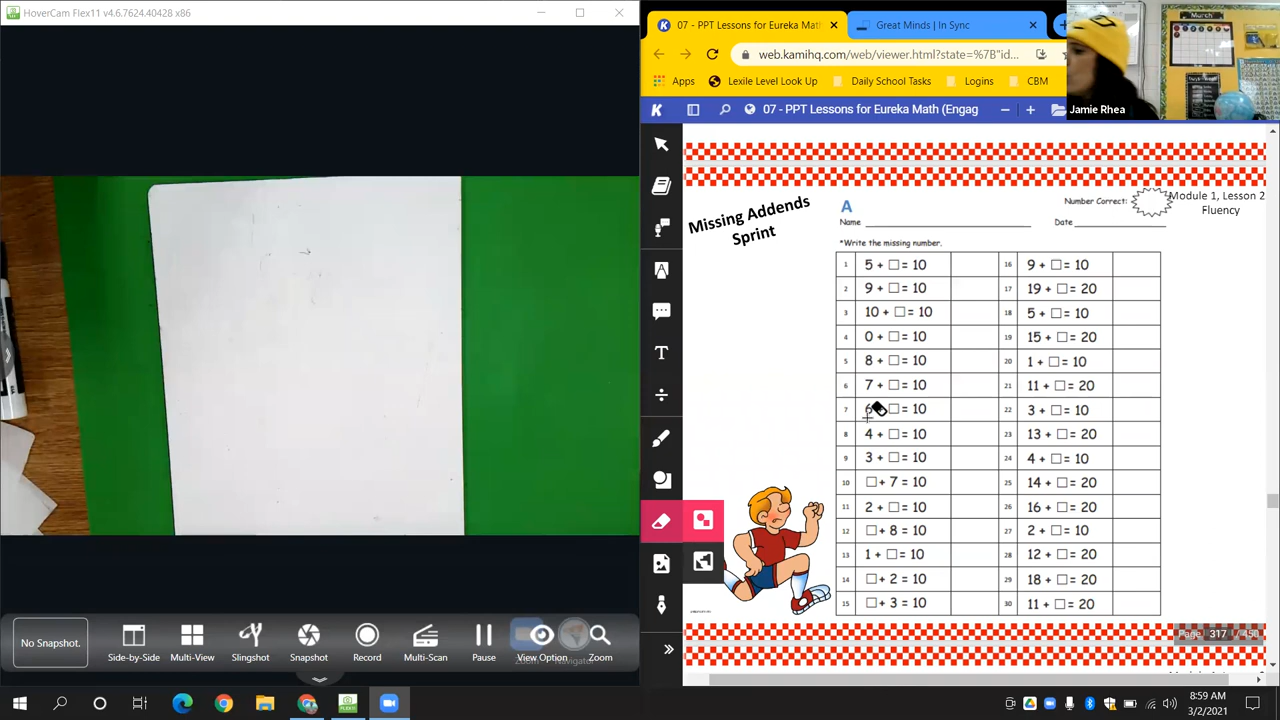 HoverCam Flex11 v4.6.7624.40428 x86
No Snapshot.
Side-by-Side
Multi-View
Slingshot
Snapshot
Record
Multi-Scan
Pause
View Option
Zoom
07 - PPT Lessons for Eureka Mat
Great Minds | In Sync
web.kamihq.com/web/viewer.html?state=%7B"id...
Apps
Lexile Level Look Up
Daily School Tasks
Logins
CBM
07 - PPT Lessons for Eureka Math (Engag
Jamie Rhea
March
Missing Addends
Sprint
A
Number Correct:
Module 1, Lesson 2
Fluency
Name
Date
*Write the missing number.
1 5 + □ = 10
2 9 + □ = 10
3 10 + □ = 10
4 0 + □ = 10
5 8 + □ = 10
6 7 + □ = 10
7 6 □ = 10
8 4 + □ = 10
9 3 + □ = 10
10 □ + 7 = 10
11 2 + □ = 10
12 □ + 8 = 10
13 1 + □ = 10
14 □ + 2 = 10
15 □ + 3 = 10
16 9 + □ = 10
17 19 + □ = 20
18 5 + □ = 10
19 15 + □ = 20
20 1 + □ = 10
21 11 + □ = 20
22 3 + □ = 10
23 13 + □ = 20
24 4 + □ = 10
25 14 + □ = 20
26 16 + □ = 20
27 2 + □ = 10
28 12 + □ = 20
29 18 + □ = 20
30 11 + □ = 20
Page 317 / 450
8:59 AM
3/2/2021